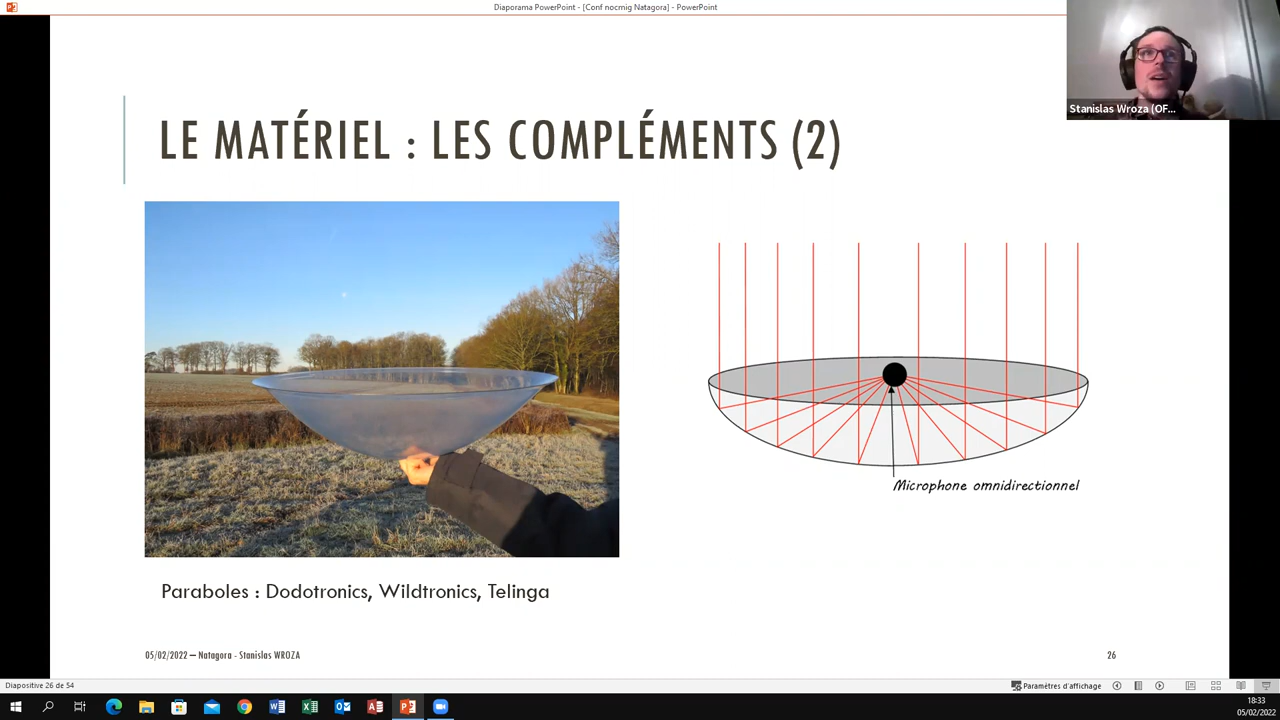 Diaporama PowerPoint - [Conf nocmig Natagora] - PowerPoint
Stanislas Wroza (OF...
LE MATÉRIEL : LES COMPLÉMENTS (2)
Microphone omnidirectionnel
Paraboles : Dodotronics, Wildtronics, Telinga
05/02/2022 – Natagora - Stanislas WROZA
26
Diapositive 26 de 54
Paramètres d'affichage
18:33
05/02/2022